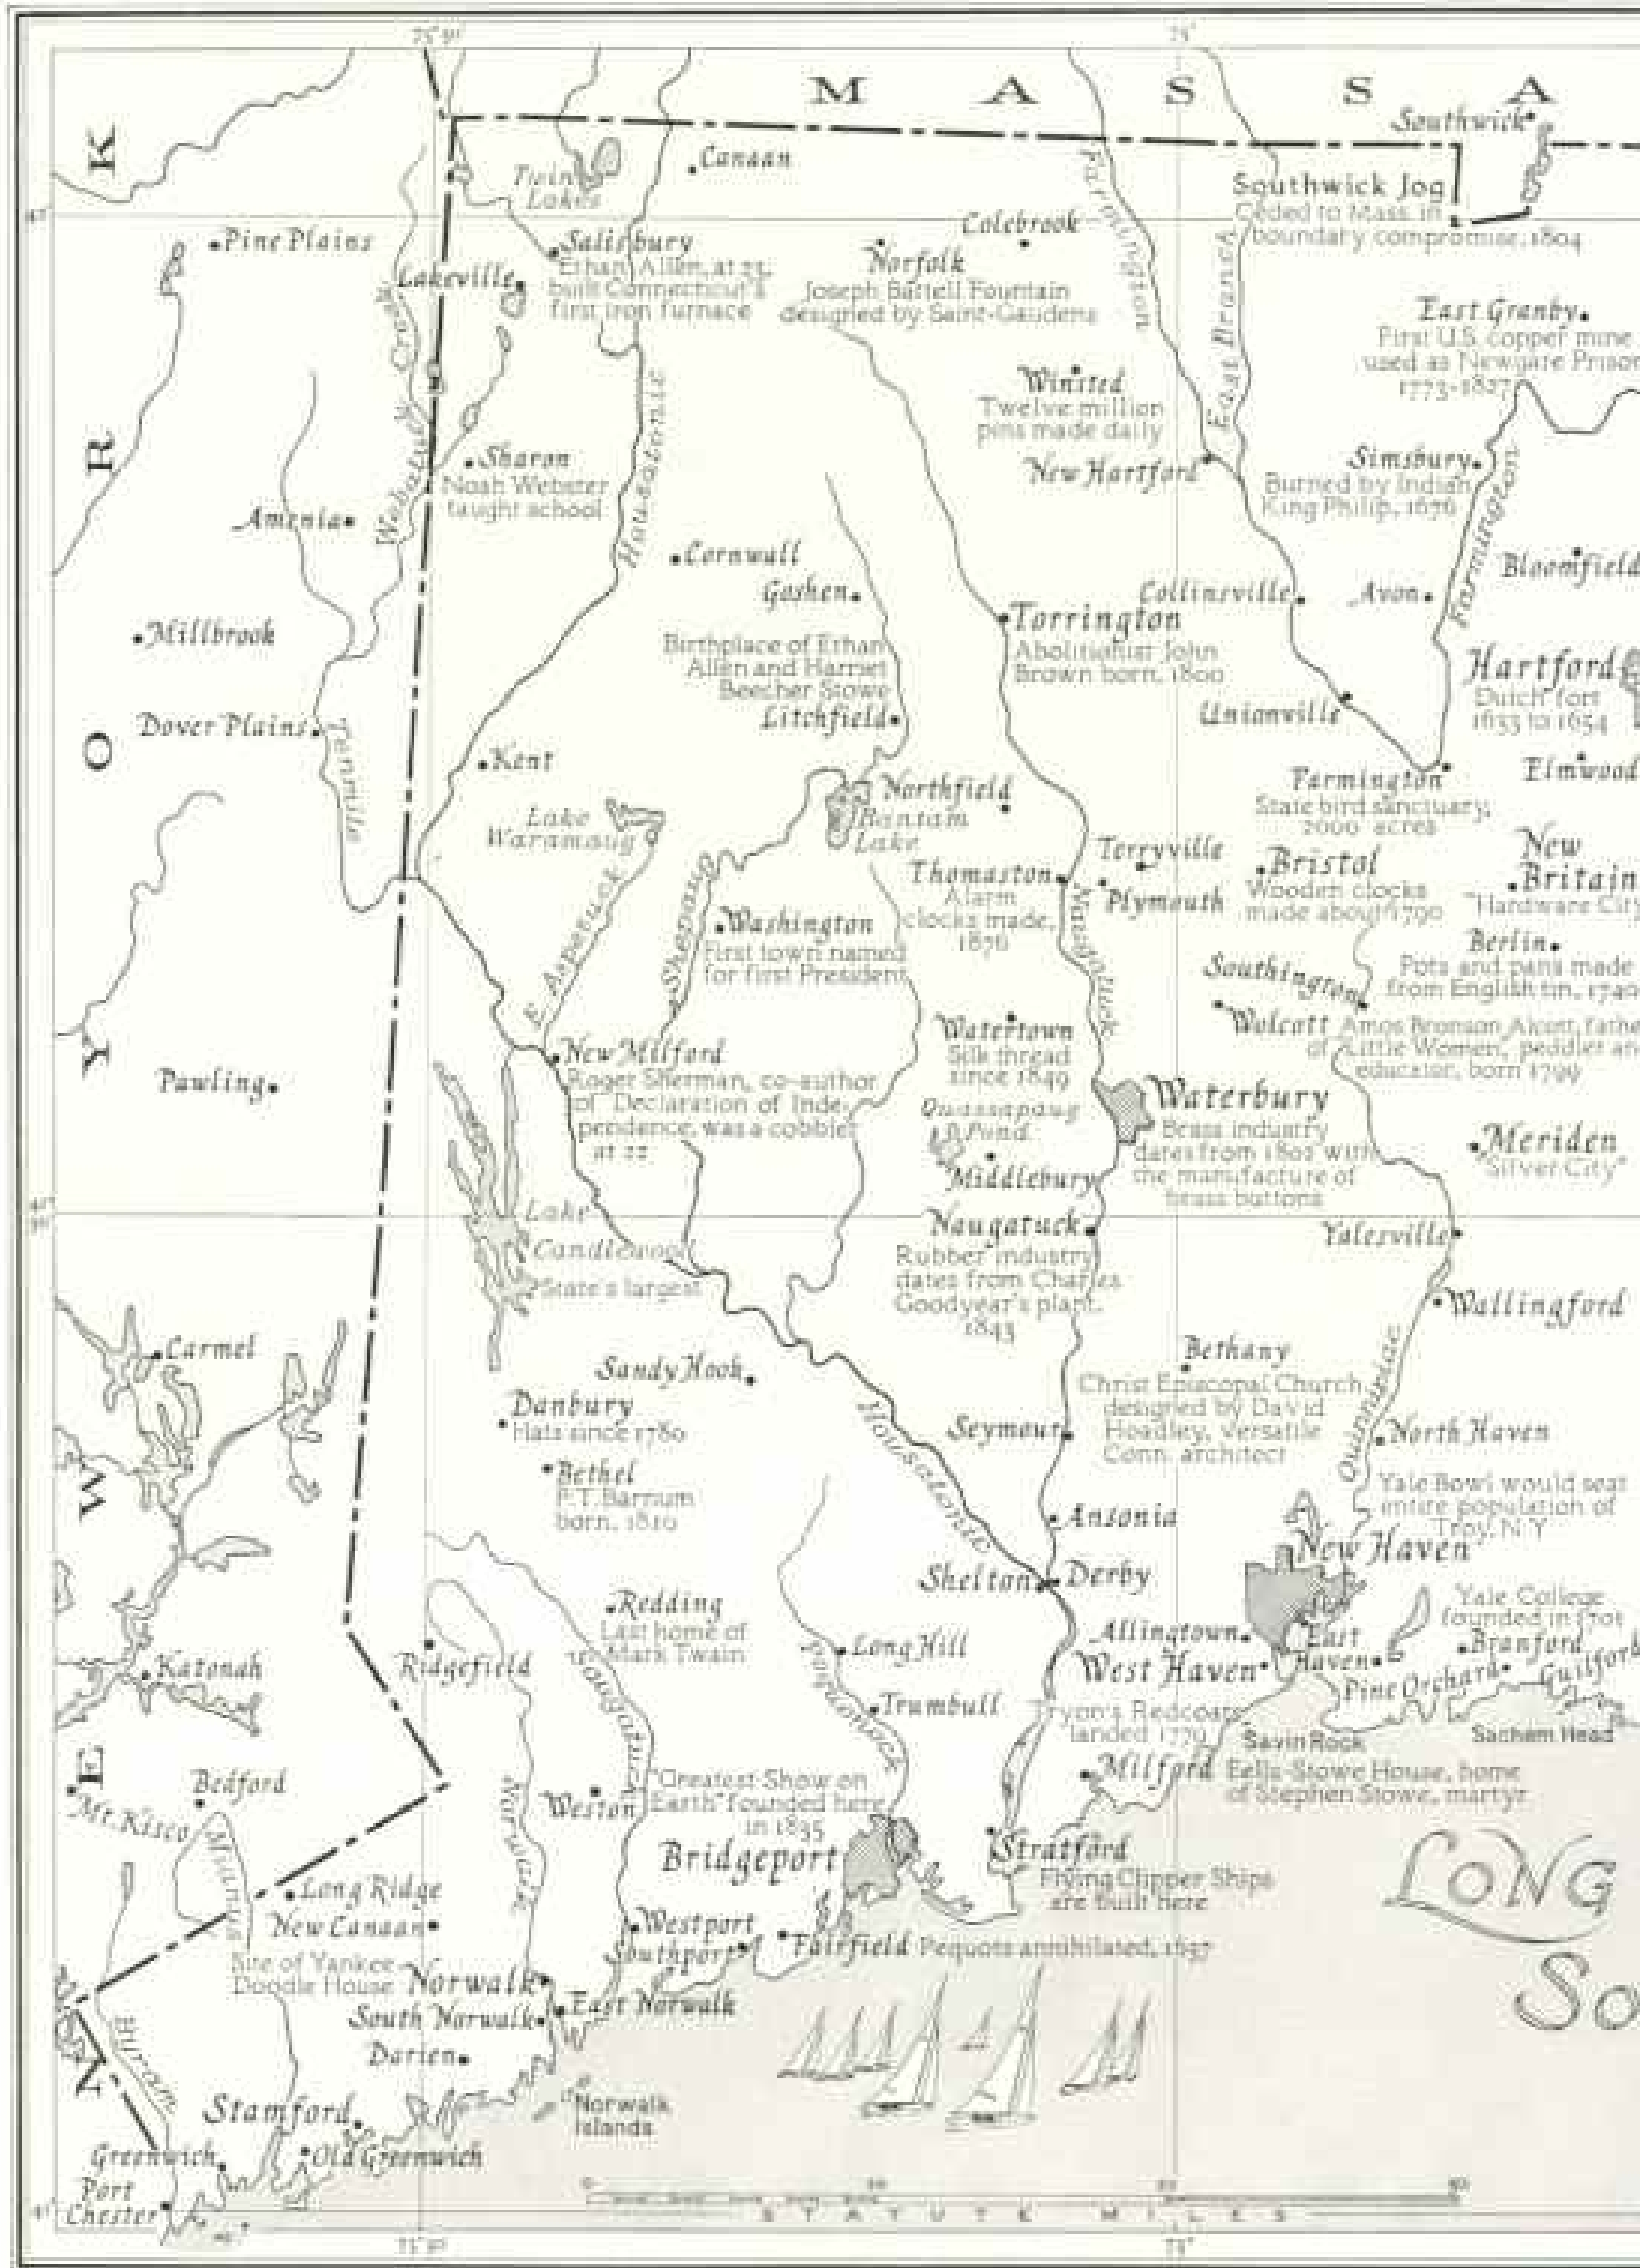 73°30'
73°
M A S S A
Southwick
Canaan
Twin
Lakes
Southwick Jog
Ceded to Mass. in
boundary compromise, 1804
Farmington
Colebrook
Pine Plains
Salisbury
Ethan Allen, at 23,
built Connecticut's
first iron furnace
Lakeville
Norfolk
Joseph Battell Fountain
designed by Saint-Gaudens
East Branch
East Granby
First U.S. copper mine
used as Newgate Prison
1773-1827
Webatuck Creek
Winsted
Twelve million
pins made daily
New Hartford
Housatonic
Sharon
Noah Webster
taught school
Simsbury
Burned by Indian
King Philip, 1676
Farmington
Amenia
Cornwall
Goshen
Bloomfield
Collinsville
Avon
Millbrook
Torrington
Abolitionist John
Brown born, 1800
Birthplace of Ethan
Allen and Harriet
Beecher Stowe
Litchfield
Hartford
Dutch fort
1633 to 1654
Unionville
Dover Plains
Tenmile
Kent
Elmwood
Farmington
State bird sanctuary,
2000 acres
Northfield
Bantam
Lake
Lake
Waramaug
Terryville
Bristol
Wooden clocks
made about 1790
New
Britain
"Hardware City
Thomaston
Alarm
clocks made,
1876
Plymouth
Naugatuck
E. Aspetuck
Shepaug
Washington
First town named
for first President
Berlin
Pots and pans made
from English tin, 1740
Southington
Wolcott
Amos Bronson Alcott, fathe
of Little Women, peddler an
educator, born 1799
Watertown
Silk thread
since 1849
New Milford
Roger Sherman, co-author
of Declaration of Inde-
pendence, was a cobbler
at 22
Pawling
Quassapaug
Pond
Middlebury
Waterbury
Brass industry
dates from 1802 with
the manufacture of
brass buttons
Meriden
"Silver City"
Lake
Candlewood
State's largest
Naugatuck
Rubber industry
dates from Charles
Goodyear's plant,
1843
Yalesville
Wallingford
Carmel
Sandy Hook
Bethany
Christ Episcopal Church
designed by David
Hoadley, versatile
Conn. architect
Quinnipiac
Danbury
Hats since 1780
Housatonic
Seymour
North Haven
Bethel
P. T. Barnum
born, 1810
Yale Bowl would seat
entire population of
Troy, N.Y.
Ansonia
New Haven
Shelton
Derby
Redding
Last home of
Mark Twain
Yale College
founded in 1701
Allingtown
East
Haven
Branford
Long Hill
Katonah
Ridgefield
Saugatuck
West Haven
Pine Orchard
Guilford
Trumbull
Tryon's Redcoats
landed 1779
Savin Rock
Sachem Head
Bedford
Mt. Kisco
Mianus
Norwalk
Weston
"Greatest Show on
Earth" founded here
in 1835
Milford
Eells-Stowe House, home
of Stephen Stowe, martyr
Bridgeport
Stratford
Flying Clipper Ships
are built here
LONG
SO
Long Ridge
New Canaan
Westport
Southport
Fairfield
Pequots annihilated, 1637
Site of Yankee
Doodle House
Norwalk
East Norwalk
South Norwalk
Darien
Byram
Stamford
Norwalk
Islands
Greenwich
Old Greenwich
Port
Chester
STATUTE MILES
73°
N E W Y O R K